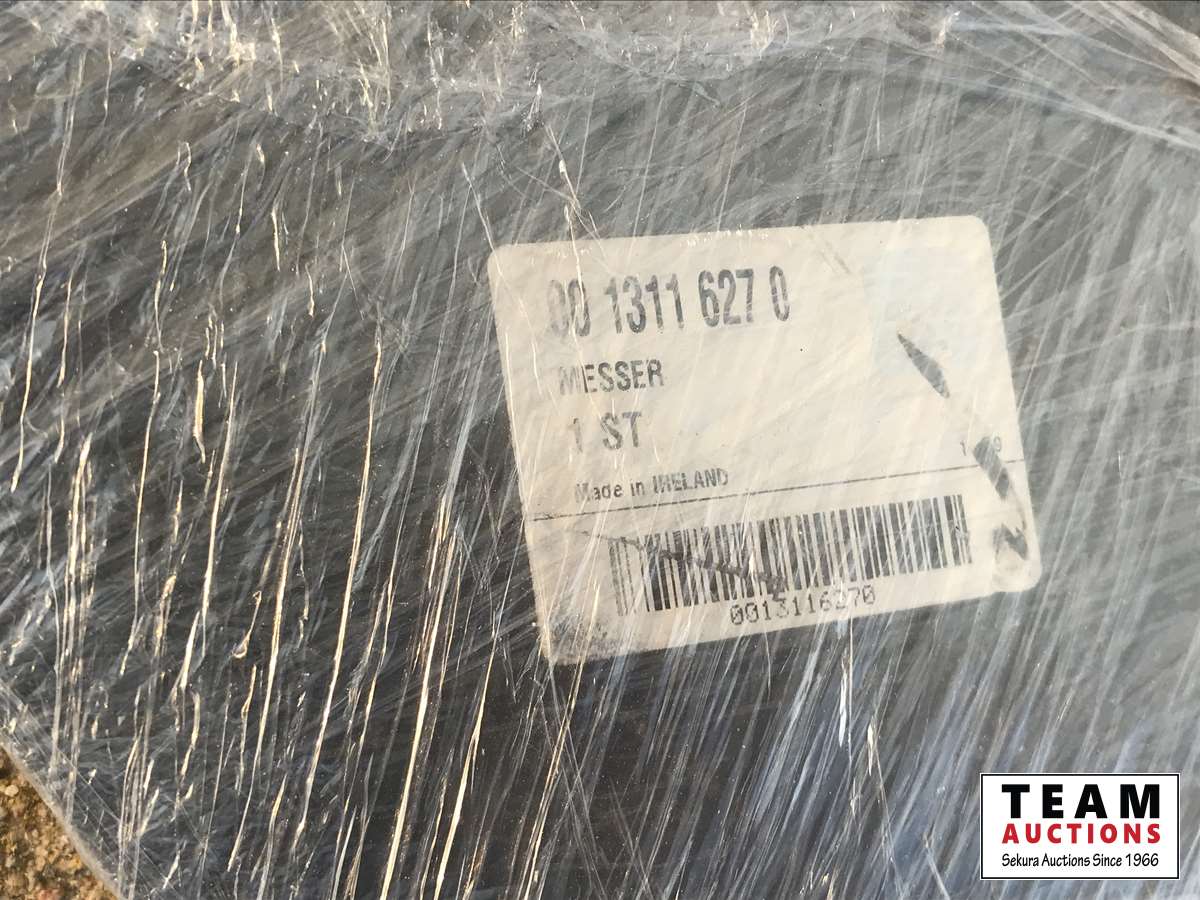 00 1311 627 0
MESSER
1 ST
Made in IRELAND
0013116270
TEAM
AUCTIONS
Sekura Auctions Since 1966